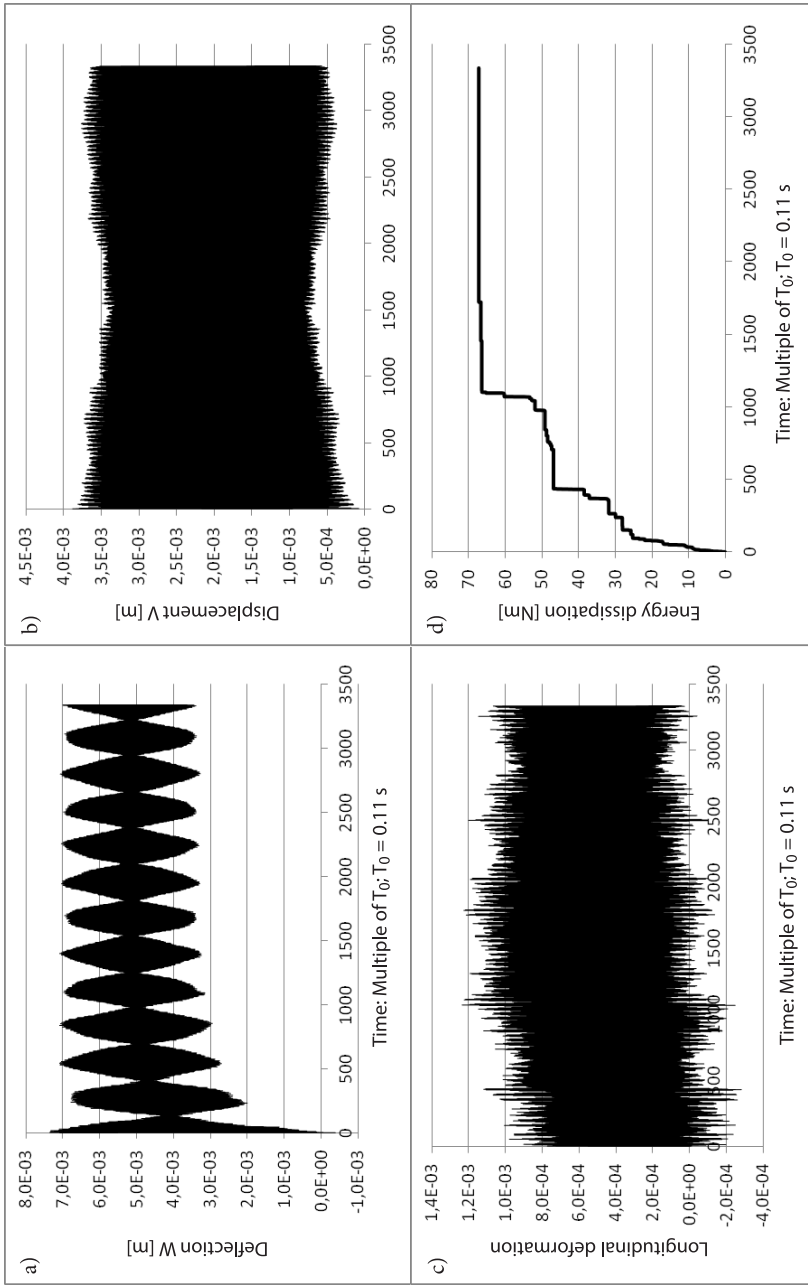 a)
8,0E-03
7,0E-03
6,0E-03
5,0E-03
4,0E-03
3,0E-03
2,0E-03
1,0E-03
0,0E+00
-1,0E-03
Deflection W [m]
0 500 1000 1500 2000 2500 3000 3500
Time: Multiple of T0; T0 = 0.11 s
b)
4,5E-03
4,0E-03
3,5E-03
3,0E-03
2,5E-03
2,0E-03
1,5E-03
1,0E-03
5,0E-04
0,0E+00
Displacement V [m]
0 500 1000 1500 2000 2500 3000 3500
c)
1,4E-03
1,2E-03
1,0E-03
8,0E-04
6,0E-04
4,0E-04
2,0E-04
0,0E+00
-2,0E-04
-4,0E-04
Longitudinal deformation
0 500 1000 1500 2000 2500 3000 3500
Time: Multiple of T0; T0 = 0.11 s
d)
80
70
60
50
40
30
20
10
0
Energy dissipation [Nm]
0 500 1000 1500 2000 2500 3000 3500
Time: Multiple of T0; T0 = 0.11 s